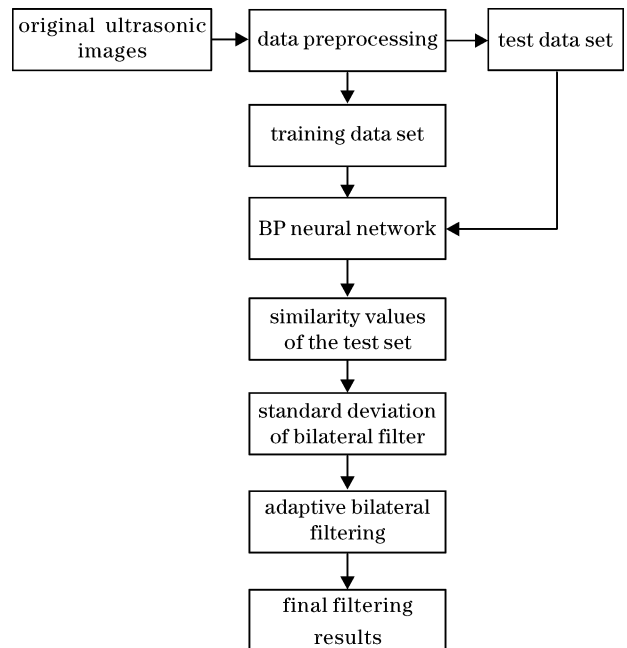 original ultrasonic
images
data preprocessing
test data set
training data set
BP neural network
similarity values
of the test set
standard deviation
of bilateral filter
adaptive bilateral
filtering
final filtering
results